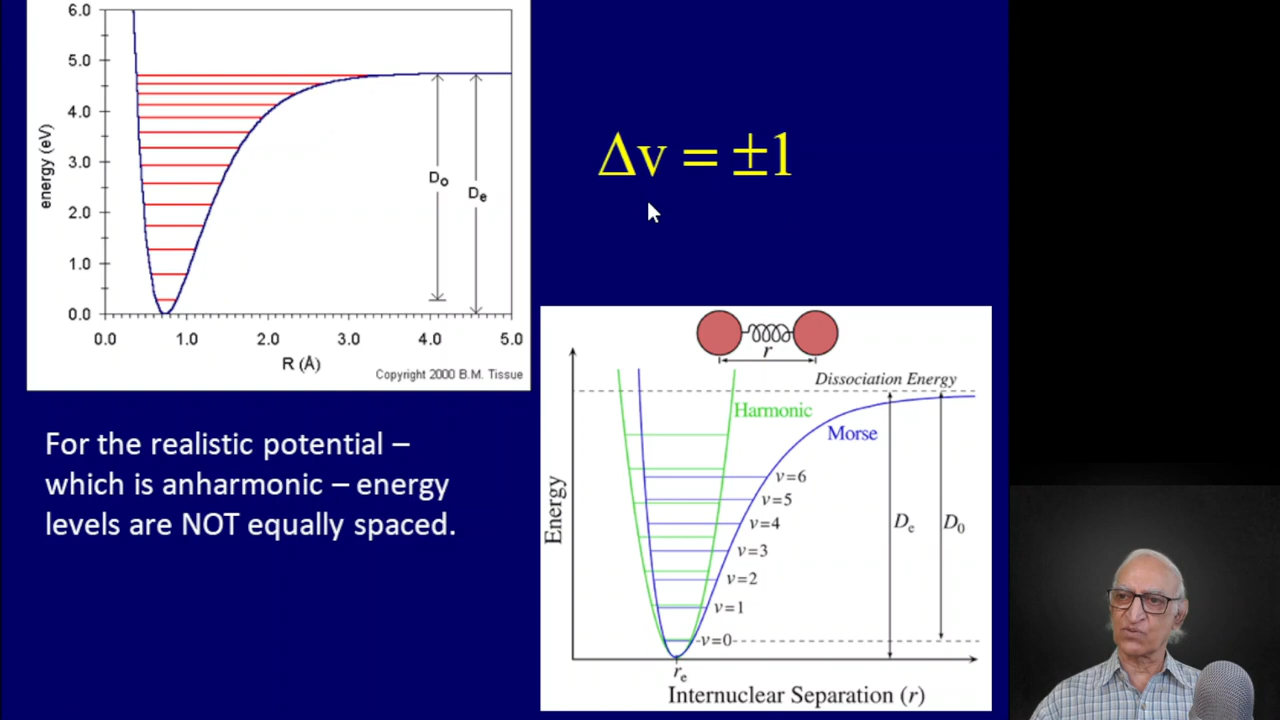 6.0
5.0
4.0
3.0
2.0
1.0
0.0
energy (eV)
Do
De
0.0 1.0 2.0 3.0 4.0 5.0
R (Å)
Copyright 2000 B.M. Tissue
Δv = ±1
For the realistic potential –
which is anharmonic – energy
levels are NOT equally spaced.
r
Dissociation Energy
Harmonic
Morse
v=6
v=5
v=4
v=3
v=2
v=1
v=0
De
D0
Energy
re
Internuclear Separation (r)